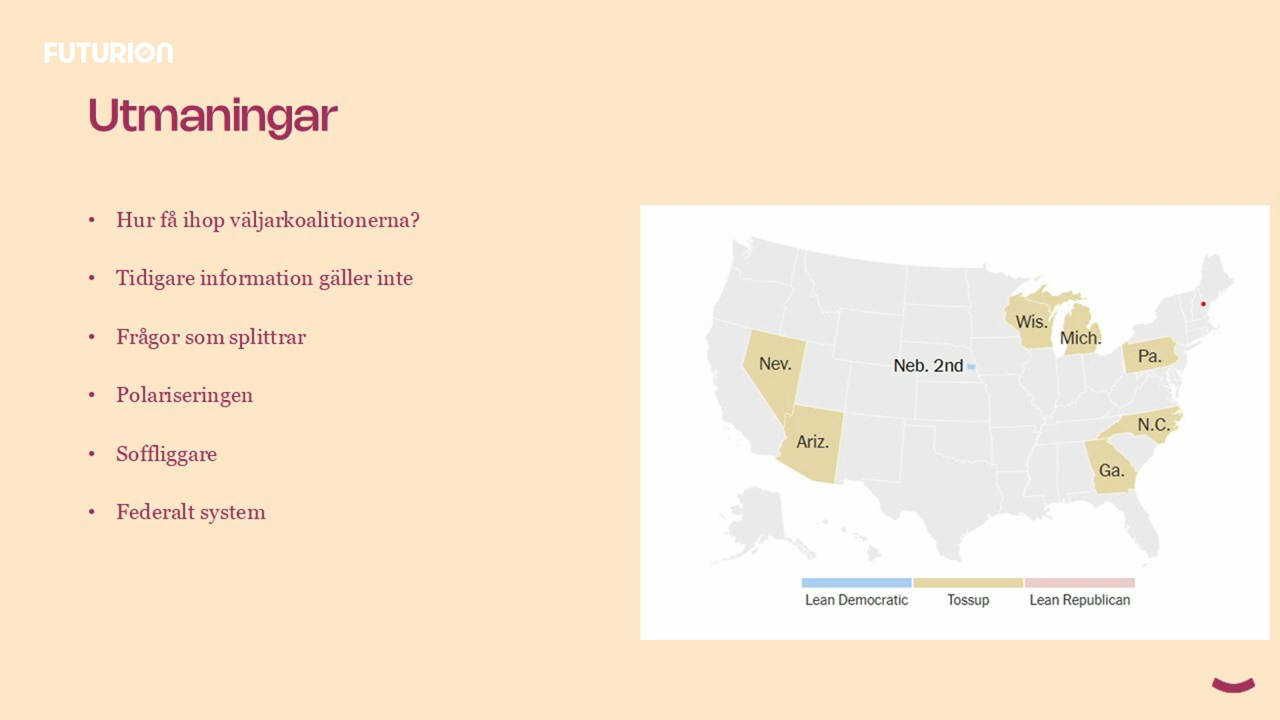 FUTURION
Utmaningar
• Hur få ihop väljarkoalitionerna?
• Tidigare information gäller inte
• Frågor som splittrar
• Polariseringen
• Soffliggare
• Federalt system
Wis.
Mich.
Pa.
Nev.
Neb. 2nd
N.C.
Ariz.
Ga.
Lean Democratic
Tossup
Lean Republican